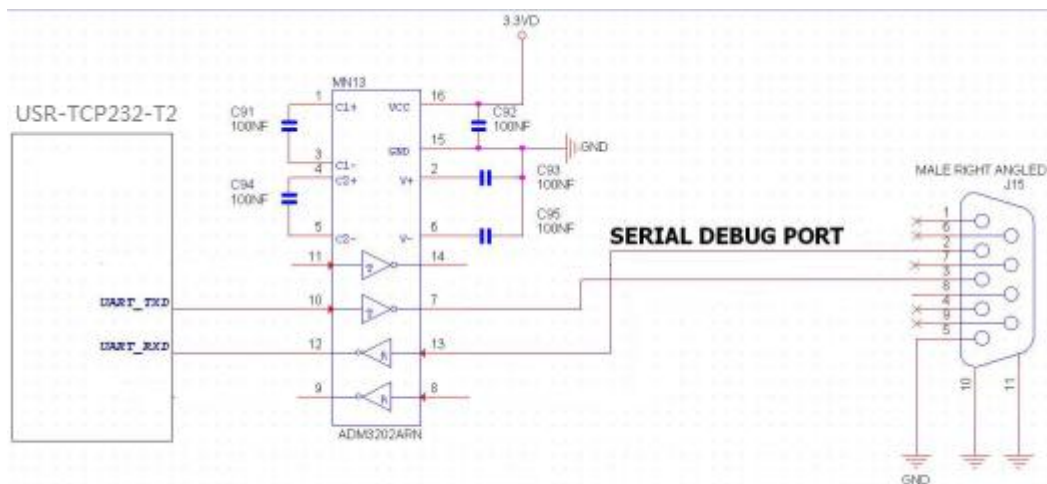 3.3VD
MN13
USR-TCP232-T2
1
C1+
VCC
16
C91
100NF
C92
100NF
3
C1-
GND
15
GND
4
C2+
V+
2
C93
100NF
C94
100NF
5
C2-
V-
6
C95
100NF
MALE RIGHT ANGLED
J15
SERIAL DEBUG PORT
11
14
UART_TXD
10
7
UART_RXD
12
R
13
9
R
8
ADM3202ARN
1
6
2
7
3
8
4
9
5
10
11
GND